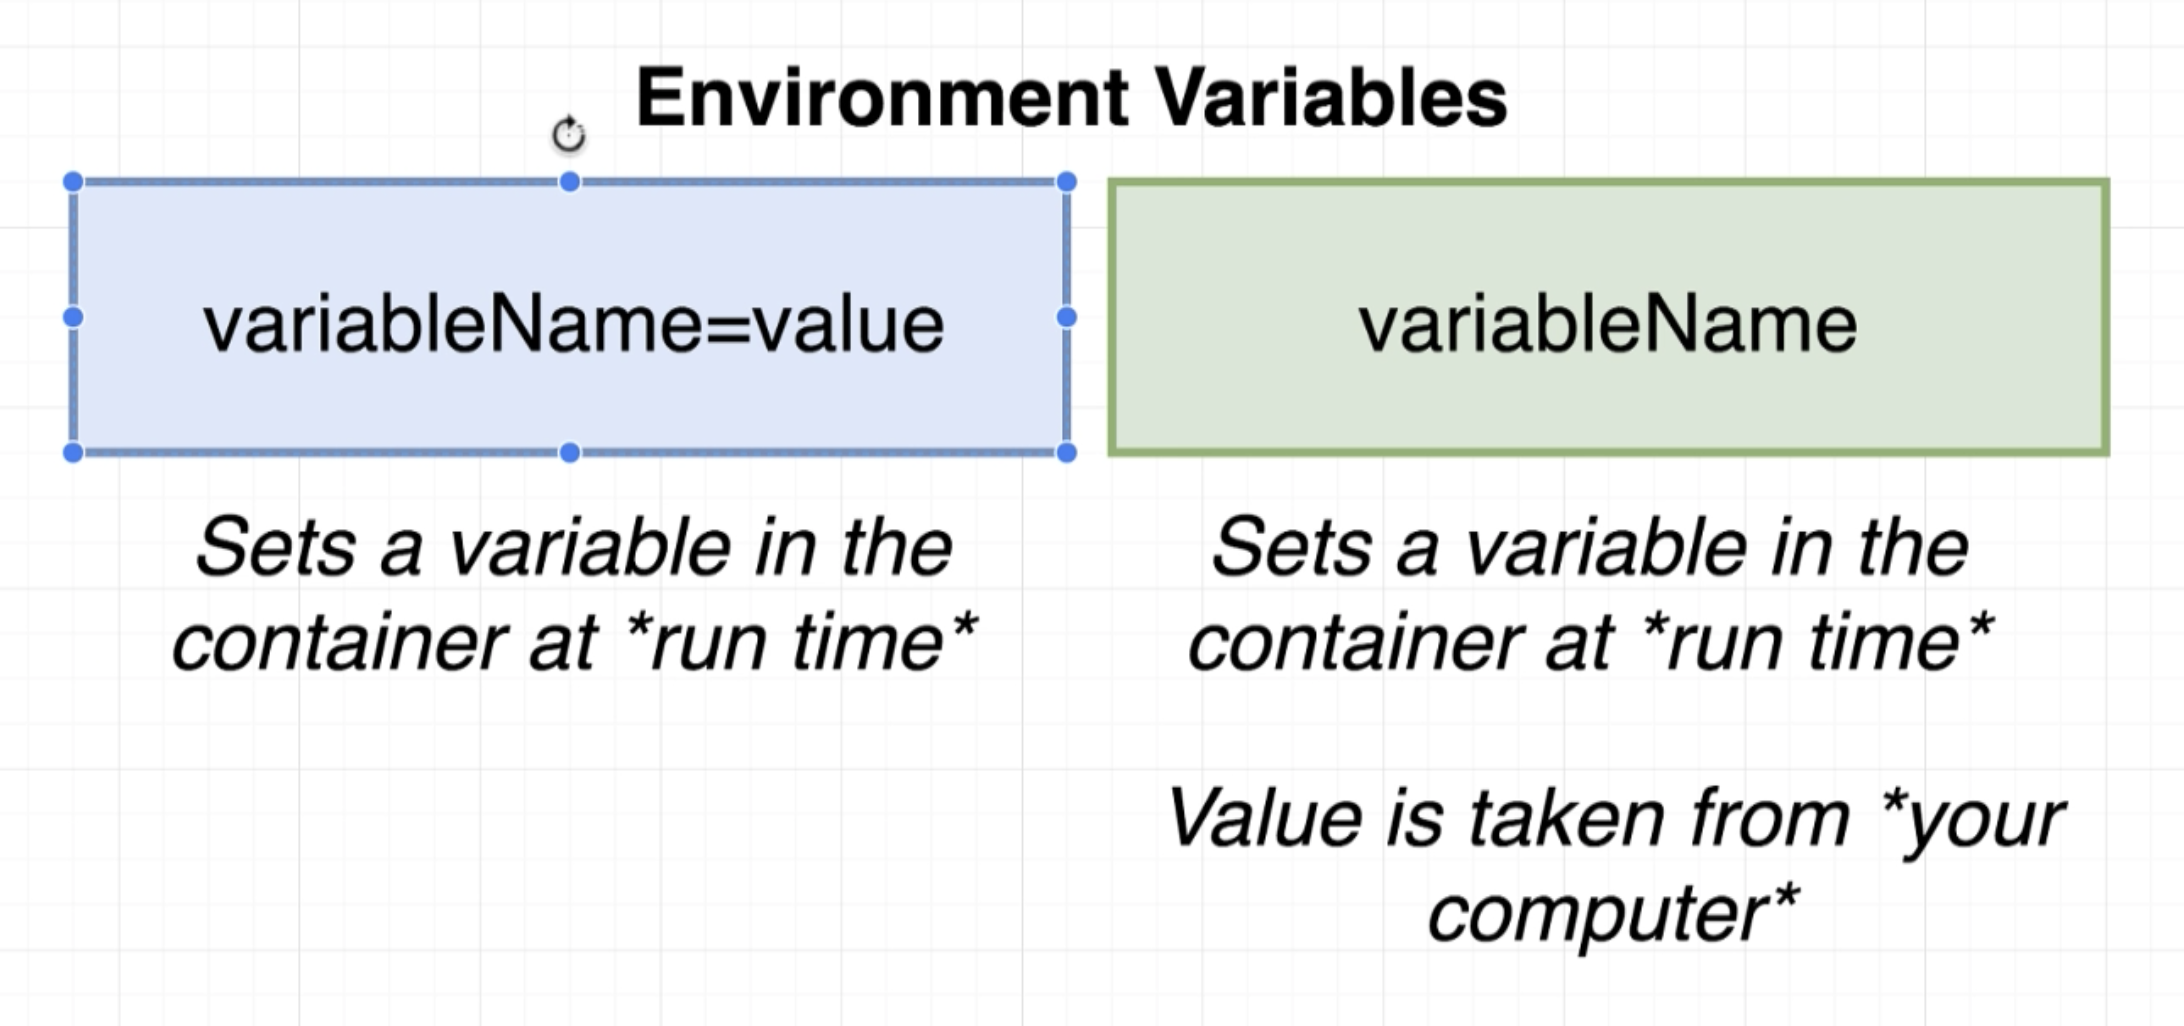 Environment Variables
variableName=value
variableName
Sets a variable in the
container at *run time*
Sets a variable in the
container at *run time*
Value is taken from *your
computer*